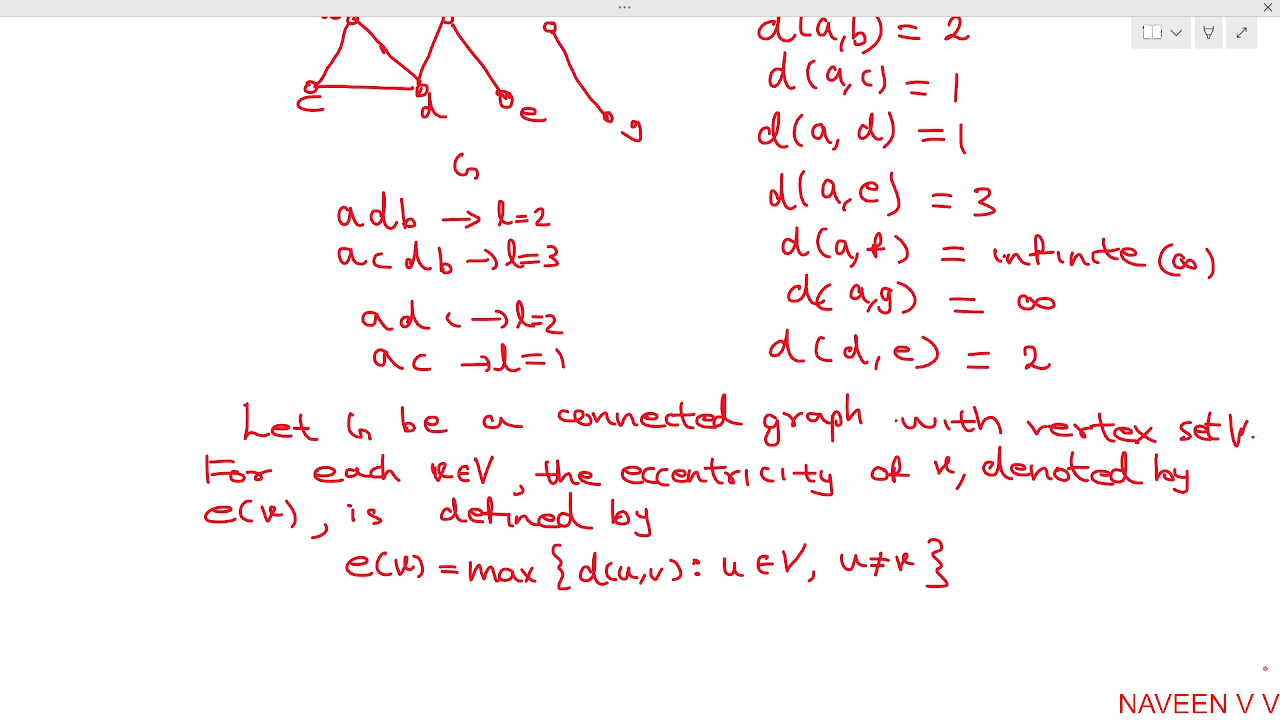 d(a,b) = 2
d(a,c) = 1
d(a, d) = 1
d(a,e) = 3
d(a,f) = infinite (∞)
d(a,g) = ∞
d(d,e) = 2
c
d
e
g
G
adb → l=2
acdb → l=3
adc → l=2
ac → l=1
Let G be a connected graph with vertex set V.
For each v∈V, the eccentricity of v, denoted by
e(v), is defined by
e(v) = max {d(u,v): u ∈ V, u≠v}
NAVEEN V V